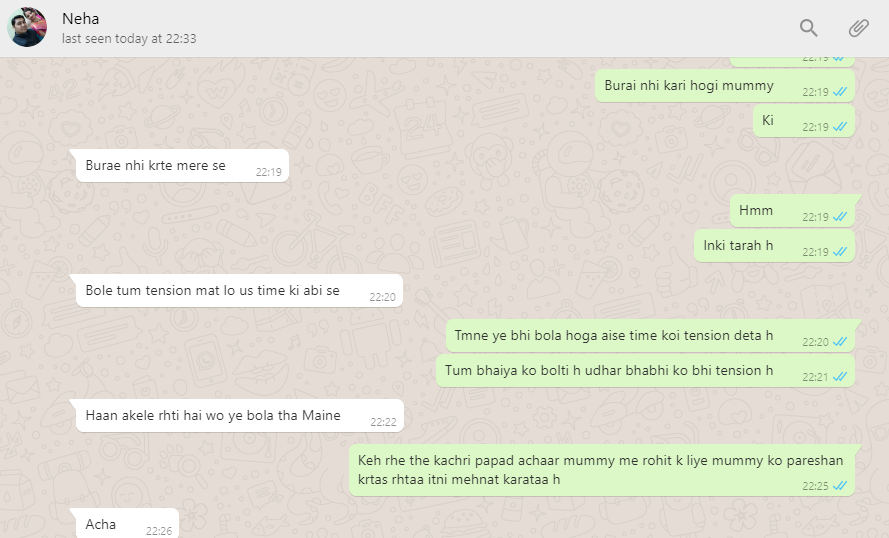 Neha
last seen today at 22:33
22:19
Burai nhi kari hogi mummy 22:19
Ki 22:19
Burae nhi krte mere se 22:19
Hmm 22:19
Inki tarah h 22:19
Bole tum tension mat lo us time ki abi se 22:20
Tmne ye bhi bola hoga aise time koi tension deta h 22:20
Tum bhaiya ko bolti h udhar bhabhi ko bhi tension h 22:21
Haan akele rhti hai wo ye bola tha Maine 22:22
Keh rhe the kachri papad achaar mummy me rohit k liye mummy ko pareshan
krtas rhtaa itni mehnat karataa h 22:25
Acha 22:26